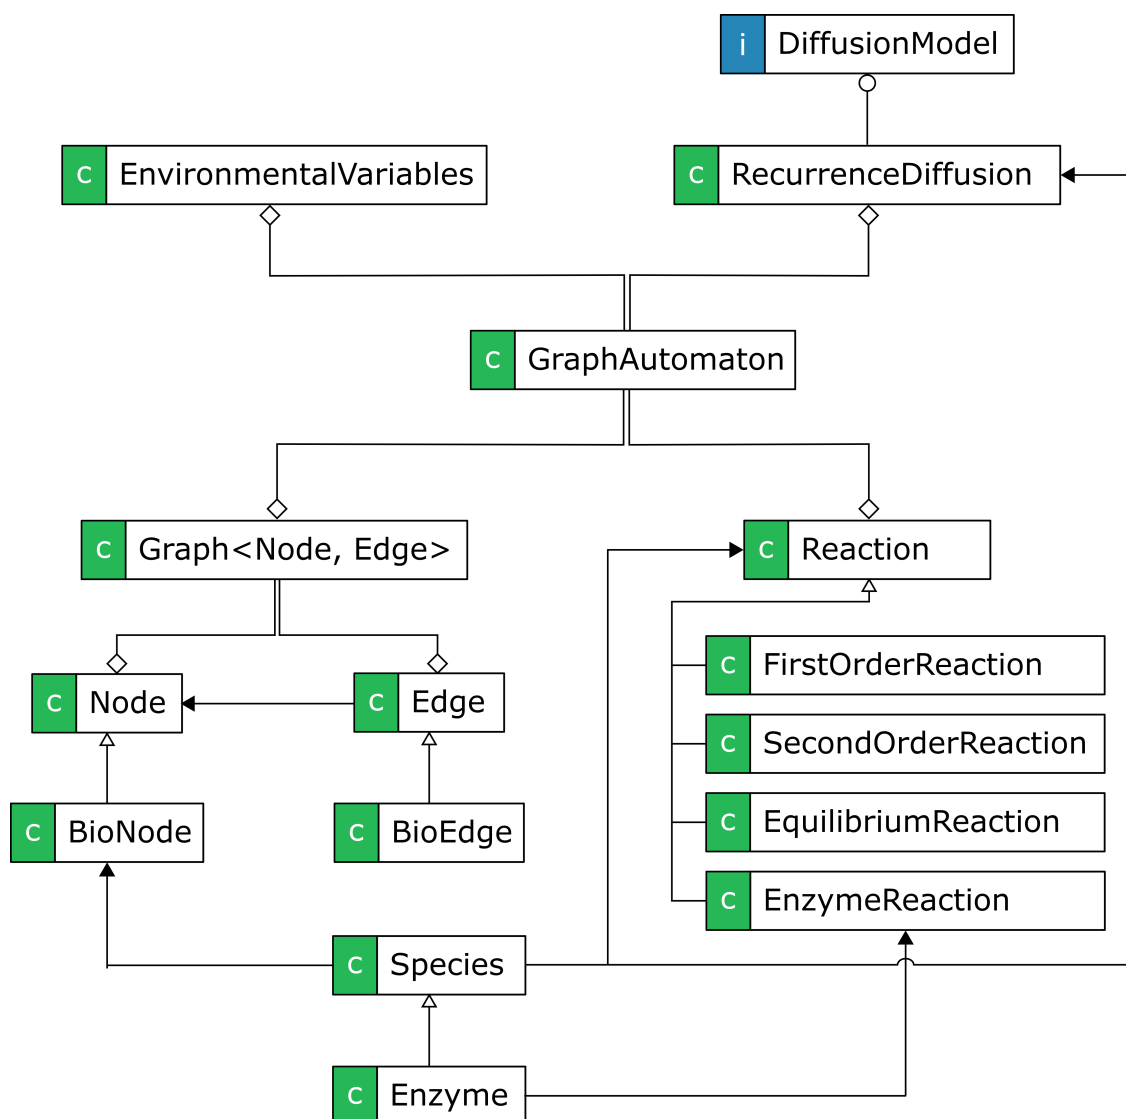 i DiffusionModel
C EnvironmentalVariables
C RecurrenceDiffusion
C GraphAutomaton
C Graph<Node, Edge>
C Reaction
C FirstOrderReaction
C Node
C Edge
C SecondOrderReaction
C BioNode
C BioEdge
C EquilibriumReaction
C EnzymeReaction
C Species
C Enzyme